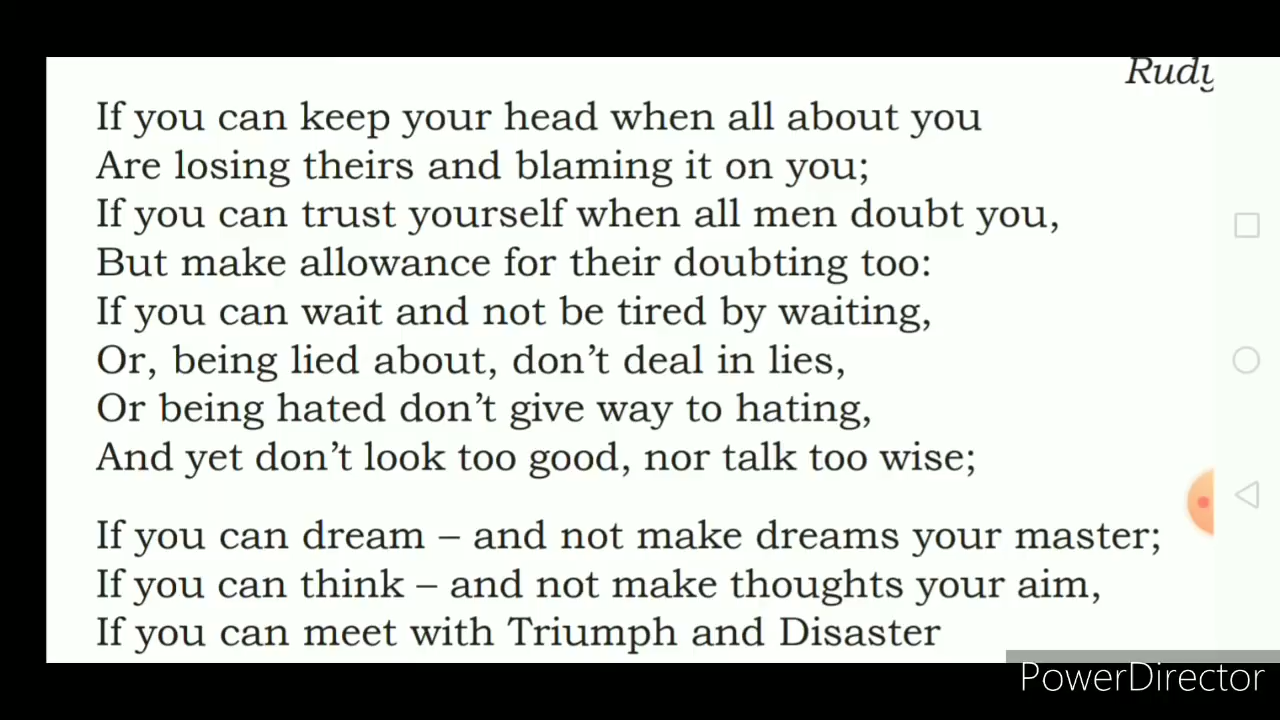 Rudy
If you can keep your head when all about you
Are losing theirs and blaming it on you;
If you can trust yourself when all men doubt you,
But make allowance for their doubting too:
If you can wait and not be tired by waiting,
Or, being lied about, don’t deal in lies,
Or being hated don’t give way to hating,
And yet don’t look too good, nor talk too wise;
If you can dream – and not make dreams your master;
If you can think – and not make thoughts your aim,
If you can meet with Triumph and Disaster
PowerDirector